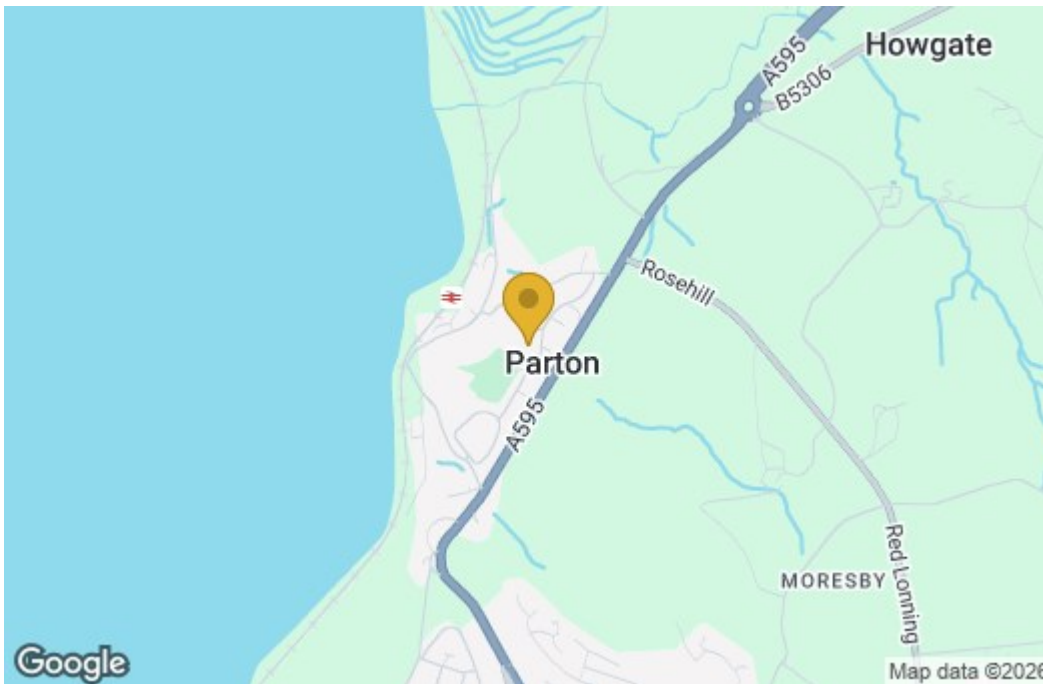 Howgate
A595
B5306
Rosehill
Parton
A595
Red Lonning
MORESBY
Google
Map data ©2026